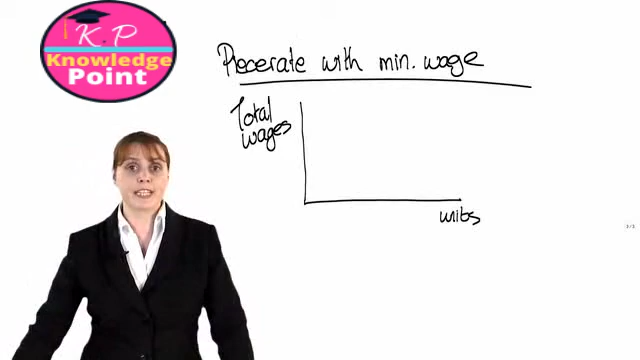 K.P
Knowledge
Point
Piecerate with min. wage
Total
wages
units